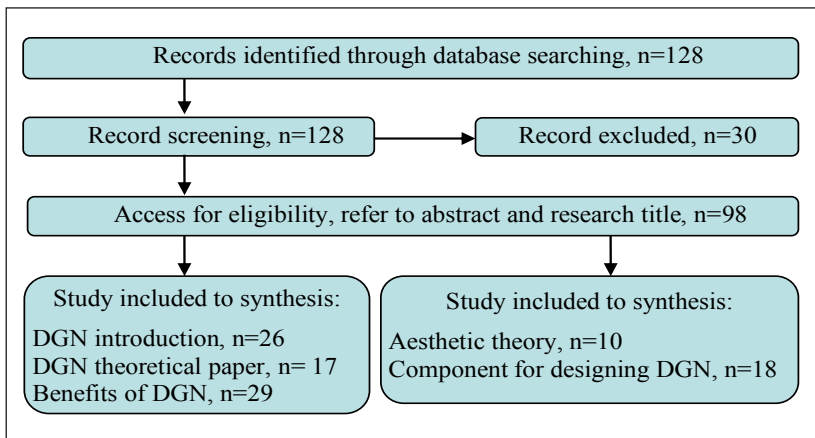 Records identified through database searching, n=128
Record screening, n=128
Record excluded, n=30
Access for eligibility, refer to abstract and research title, n=98
Study included to synthesis:
DGN introduction, n=26
DGN theoretical paper, n= 17
Benefits of DGN, n=29
Study included to synthesis:
Aesthetic theory, n=10
Component for designing DGN, n=18